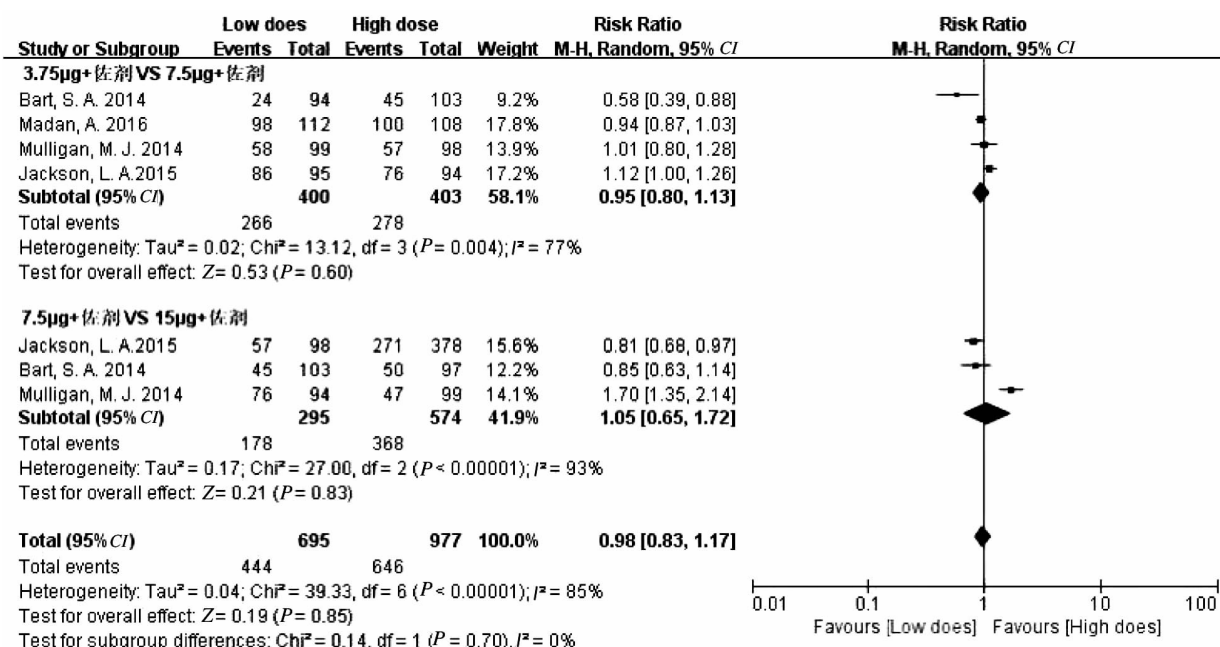 Low does High dose Risk Ratio Risk Ratio
Study or Subgroup Events Total Events Total Weight M-H, Random, 95% CI M-H, Random, 95% CI
3.75µg+佐剂 VS 7.5µg+佐剂
Bart, S. A. 2014 24 94 45 103 9.2% 0.58 [0.39, 0.88]
Madan, A. 2016 98 112 100 108 17.8% 0.94 [0.87, 1.03]
Mulligan, M. J. 2014 58 99 57 98 13.9% 1.01 [0.80, 1.28]
Jackson, L. A.2015 86 95 76 94 17.2% 1.12 [1.00, 1.26]
Subtotal (95% CI) 400 403 58.1% 0.95 [0.80, 1.13]
Total events 266 278
Heterogeneity: Tau² = 0.02; Chi² = 13.12, df = 3 (P = 0.004); I² = 77%
Test for overall effect: Z = 0.53 (P = 0.60)
7.5µg+佐剂 VS 15µg+佐剂
Jackson, L. A.2015 57 98 271 378 15.6% 0.81 [0.68, 0.97]
Bart, S. A. 2014 45 103 50 97 12.2% 0.85 [0.63, 1.14]
Mulligan, M. J. 2014 76 94 47 99 14.1% 1.70 [1.35, 2.14]
Subtotal (95% CI) 295 574 41.9% 1.05 [0.65, 1.72]
Total events 178 368
Heterogeneity: Tau² = 0.17; Chi² = 27.00, df = 2 (P < 0.00001); I² = 93%
Test for overall effect: Z = 0.21 (P = 0.83)
Total (95% CI) 695 977 100.0% 0.98 [0.83, 1.17]
Total events 444 646
Heterogeneity: Tau² = 0.04; Chi² = 39.33, df = 6 (P < 0.00001); I² = 85%
Test for overall effect: Z = 0.19 (P = 0.85)
Test for subgroup differences: Chi² = 0.14, df = 1 (P = 0.70), I² = 0%
0.01 0.1 1 10 100
Favours [Low does] Favours [High does]